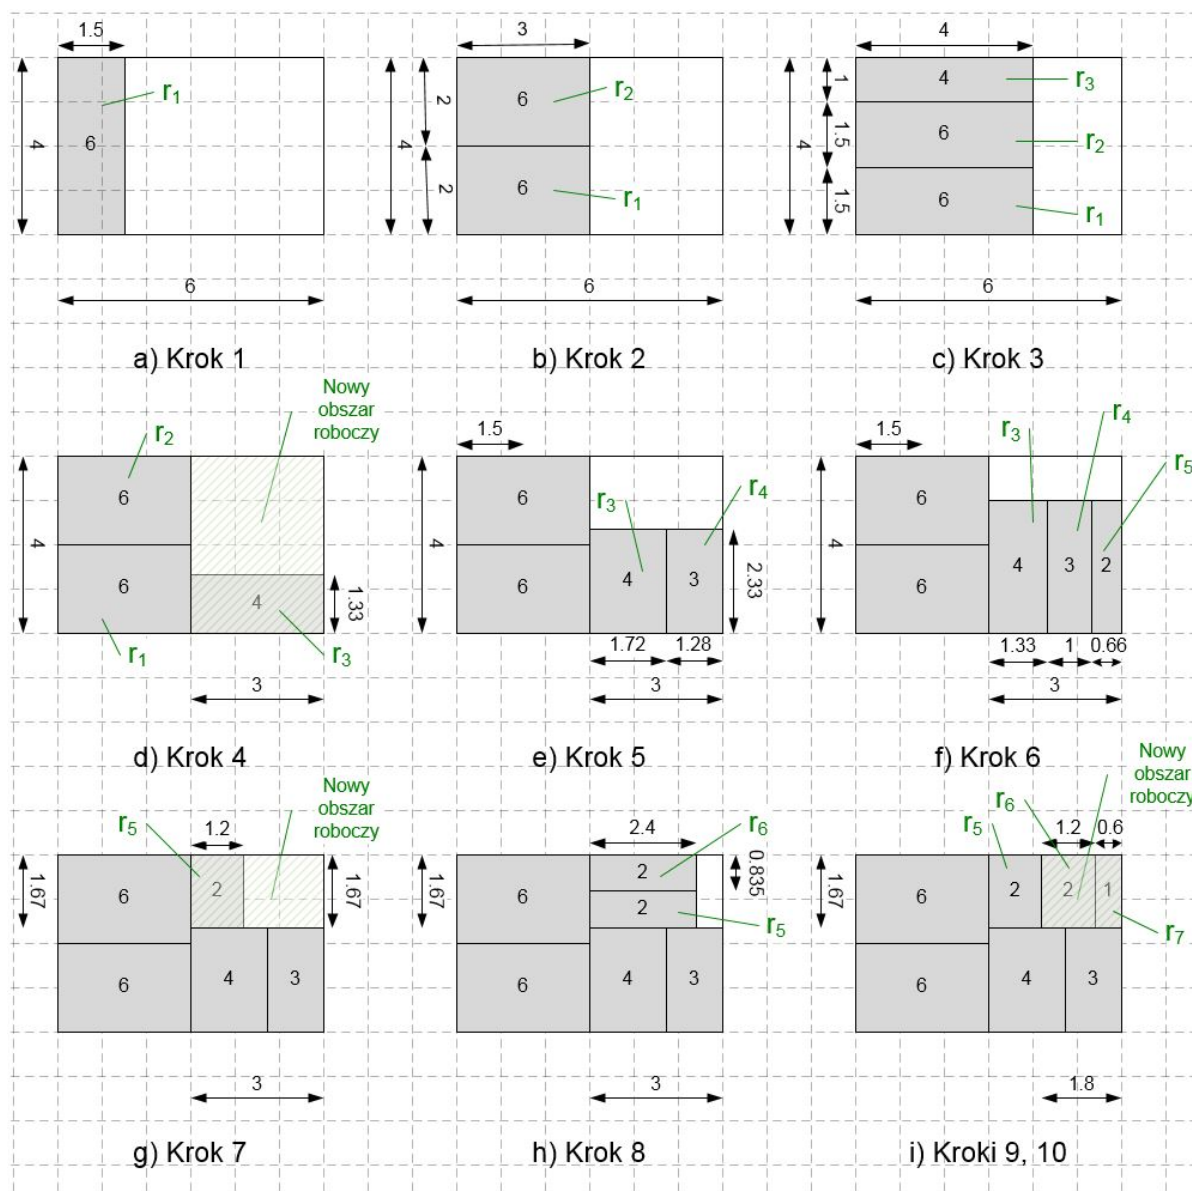 1.5
r1
6
4
6
a) Krok 1
3
2
6
r2
4
2
6
r1
6
b) Krok 2
4
1
4
r3
1.5
6
r2
4
1.5
6
r1
6
c) Krok 3
Nowy
obszar
roboczy
r2
6
4
6
4
1.33
r1
r3
3
d) Krok 4
1.5
6
r3
r4
4
6
4
3
2.33
1.72
1.28
3
e) Krok 5
1.5
r3
r4
r5
6
4
6
4
3
2
1.33
1
0.66
3
f) Krok 6
Nowy
obszar
roboczy
r5
1.2
1.67
6
2
1.67
6
4
3
3
g) Krok 7
2.4
r6
1.67
6
2
0.835
2
r5
6
4
3
3
h) Krok 8
Nowy
obszar
roboczy
r6
r5
1.2
0.6
1.67
6
2
2
1
r7
6
4
3
1.8
i) Kroki 9, 10